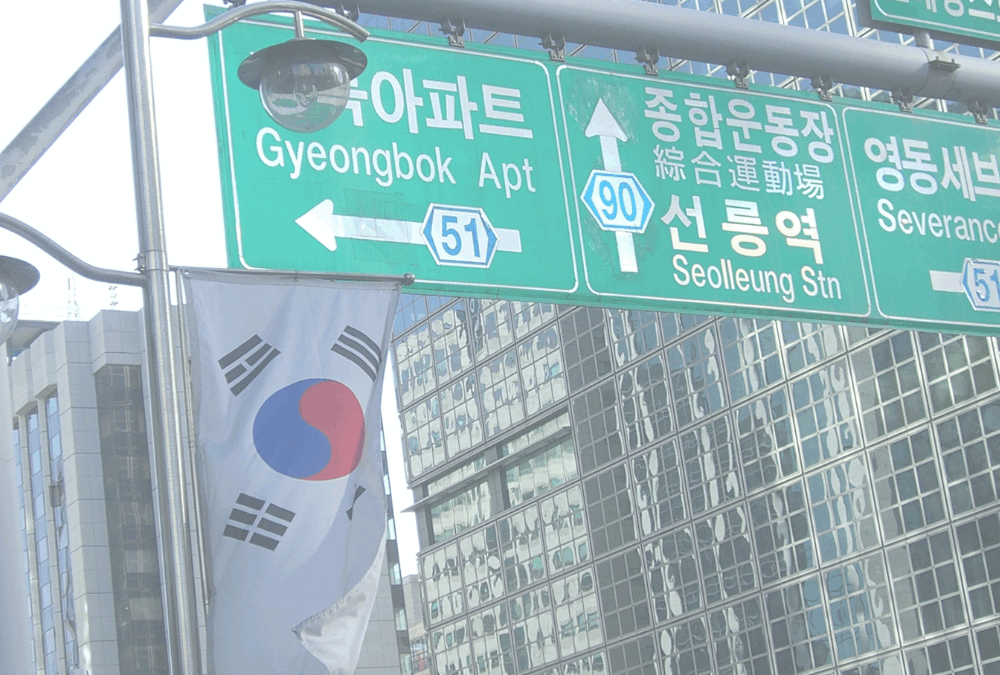 아파트
Gyeongbok Apt
51
종합운동장
綜合運動場
90
선릉역
Seolleung Stn
영동세브
Severanc
51